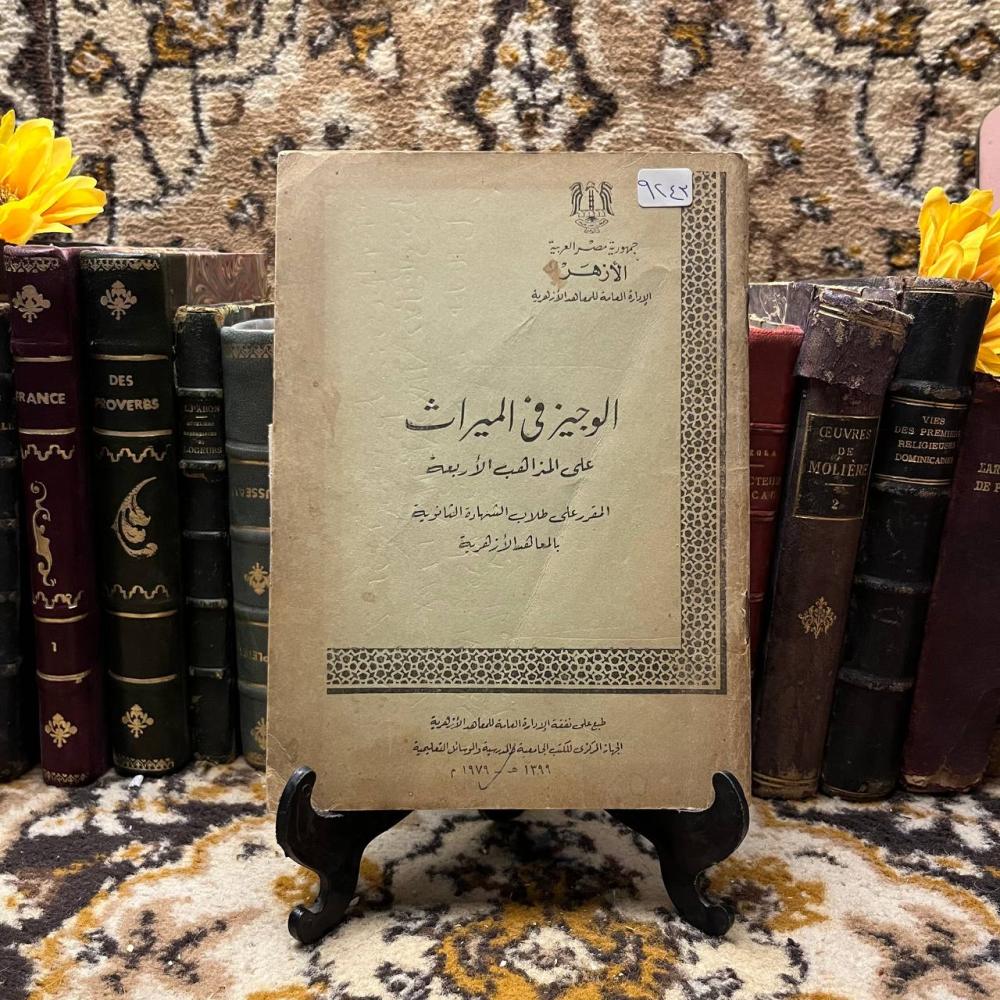 ٩٢٤٢
جمهورية مصر العربية
الأزهر
الإدارة العامة للمعاهد الأزهرية
الوجيز فى الميراث
على المذاهب الأربعة
المقرر على طلاب الشهادة الثانوية
بالمعاهد الأزهرية
طبع على نفقة الإدارة العامة للمعاهد الأزهرية
الجهاز المركزى للكتب الجامعية والمدرسية والوسائل التعليمية
١٣٩٩ هـ - ١٩٧٩ م
FRANCE
1
DES
PROVERBS
ŒUVRES
DE
MOLIÈRE
2
VIES
DES PREMIER
RELIGIEUSES
DOMINICAINES